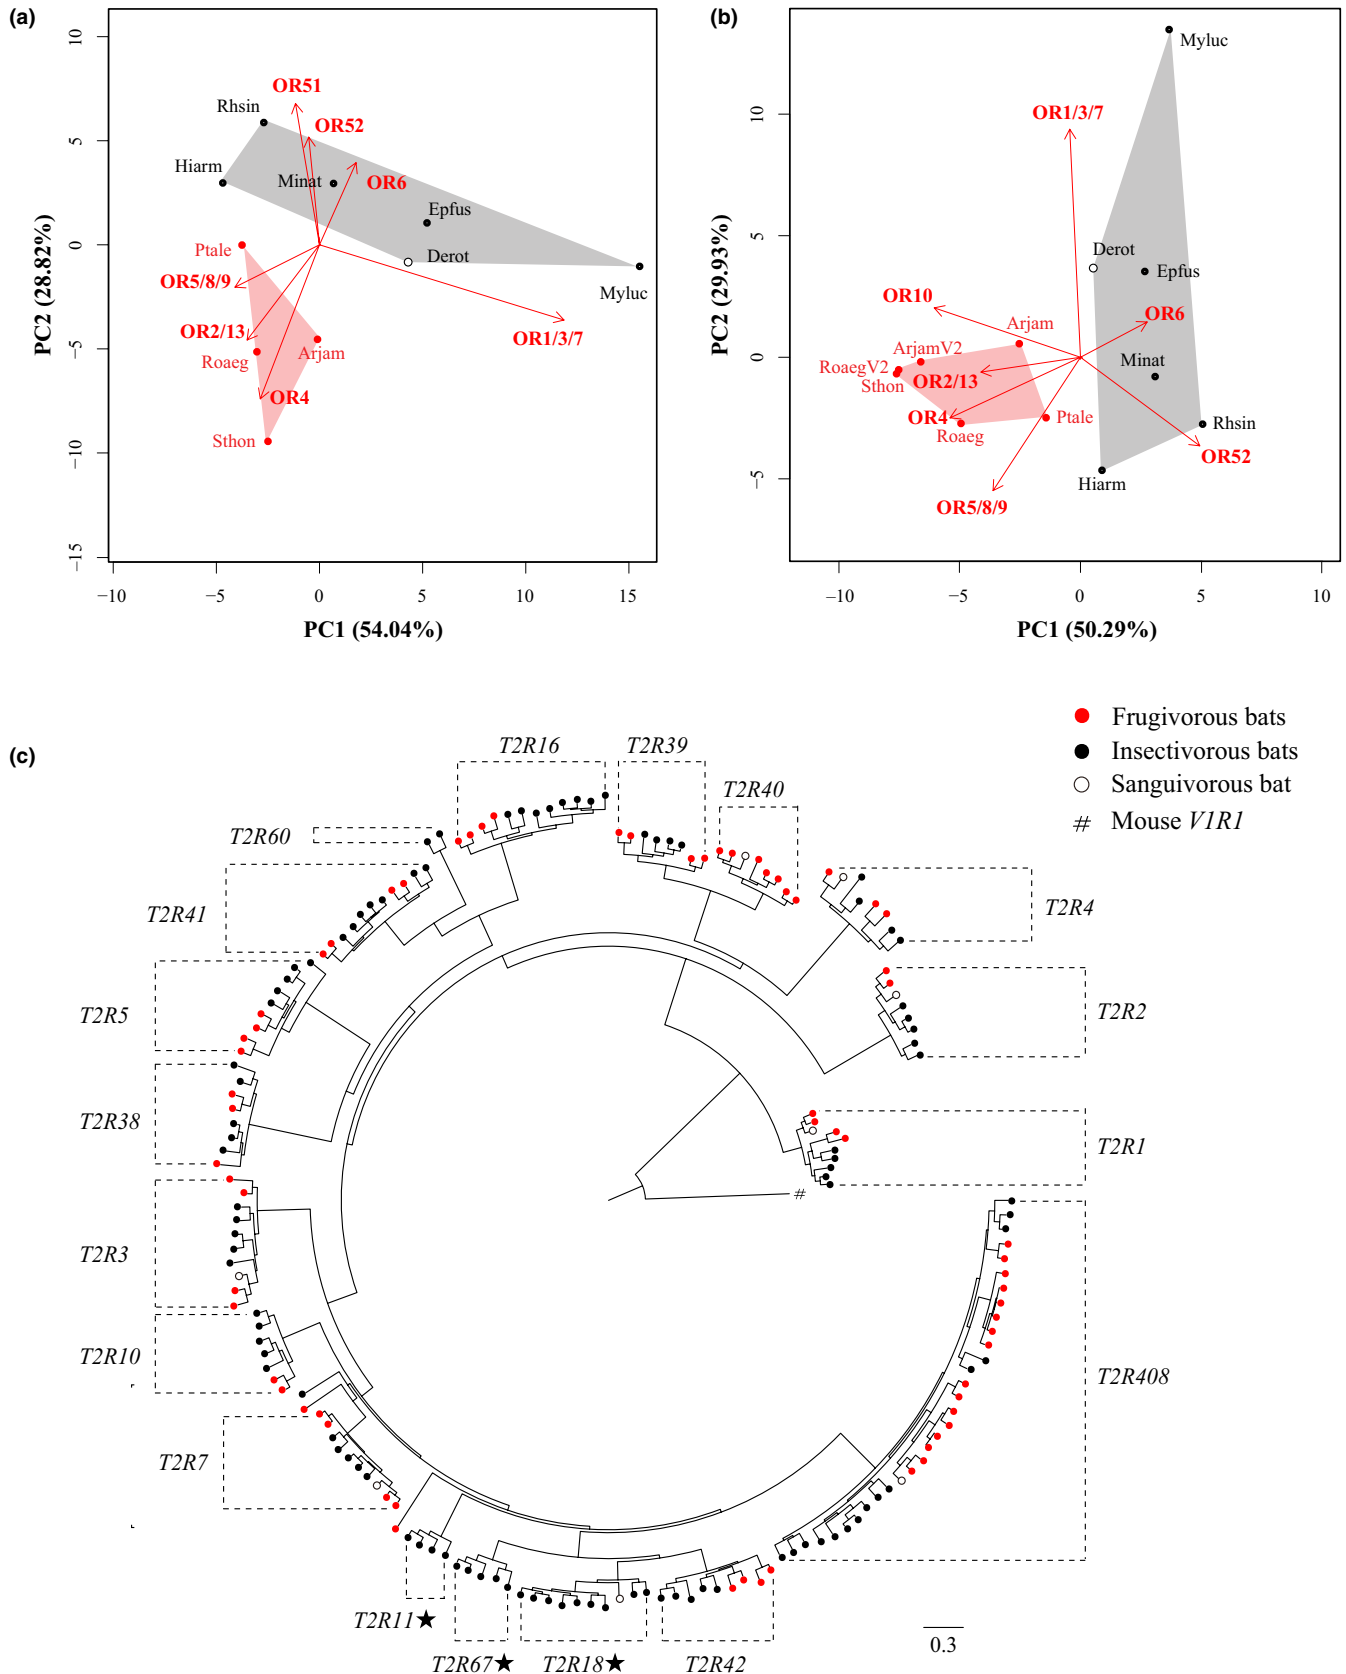 (a)
10
5
0
−5
−10
−15
PC2 (28.82%)
OR51
Rhsin
OR52
Hiarm
Minat
OR6
Epfus
Ptale
Derot
OR5/8/9
Myluc
OR2/13
OR1/3/7
Roaeg
Arjam
OR4
Sthon
−10
−5
0
5
10
15
PC1 (54.04%)
(b)
10
5
0
−5
PC2 (29.93%)
Myluc
OR1/3/7
Derot
Epfus
OR10
OR6
Arjam
ArjamV2
Minat
RoaegV2
OR2/13
Sthon
OR4
Ptale
Rhsin
Roaeg
OR52
Hiarm
OR5/8/9
−10
−5
0
5
10
PC1 (50.29%)
Frugivorous bats
Insectivorous bats
Sanguivorous bat
# Mouse V1R1
(c)
T2R16
T2R39
T2R40
T2R60
T2R41
T2R4
T2R5
T2R2
T2R38
T2R1
#
T2R3
T2R10
T2R408
T2R7
T2R11★
T2R67★
T2R18★
T2R42
0.3